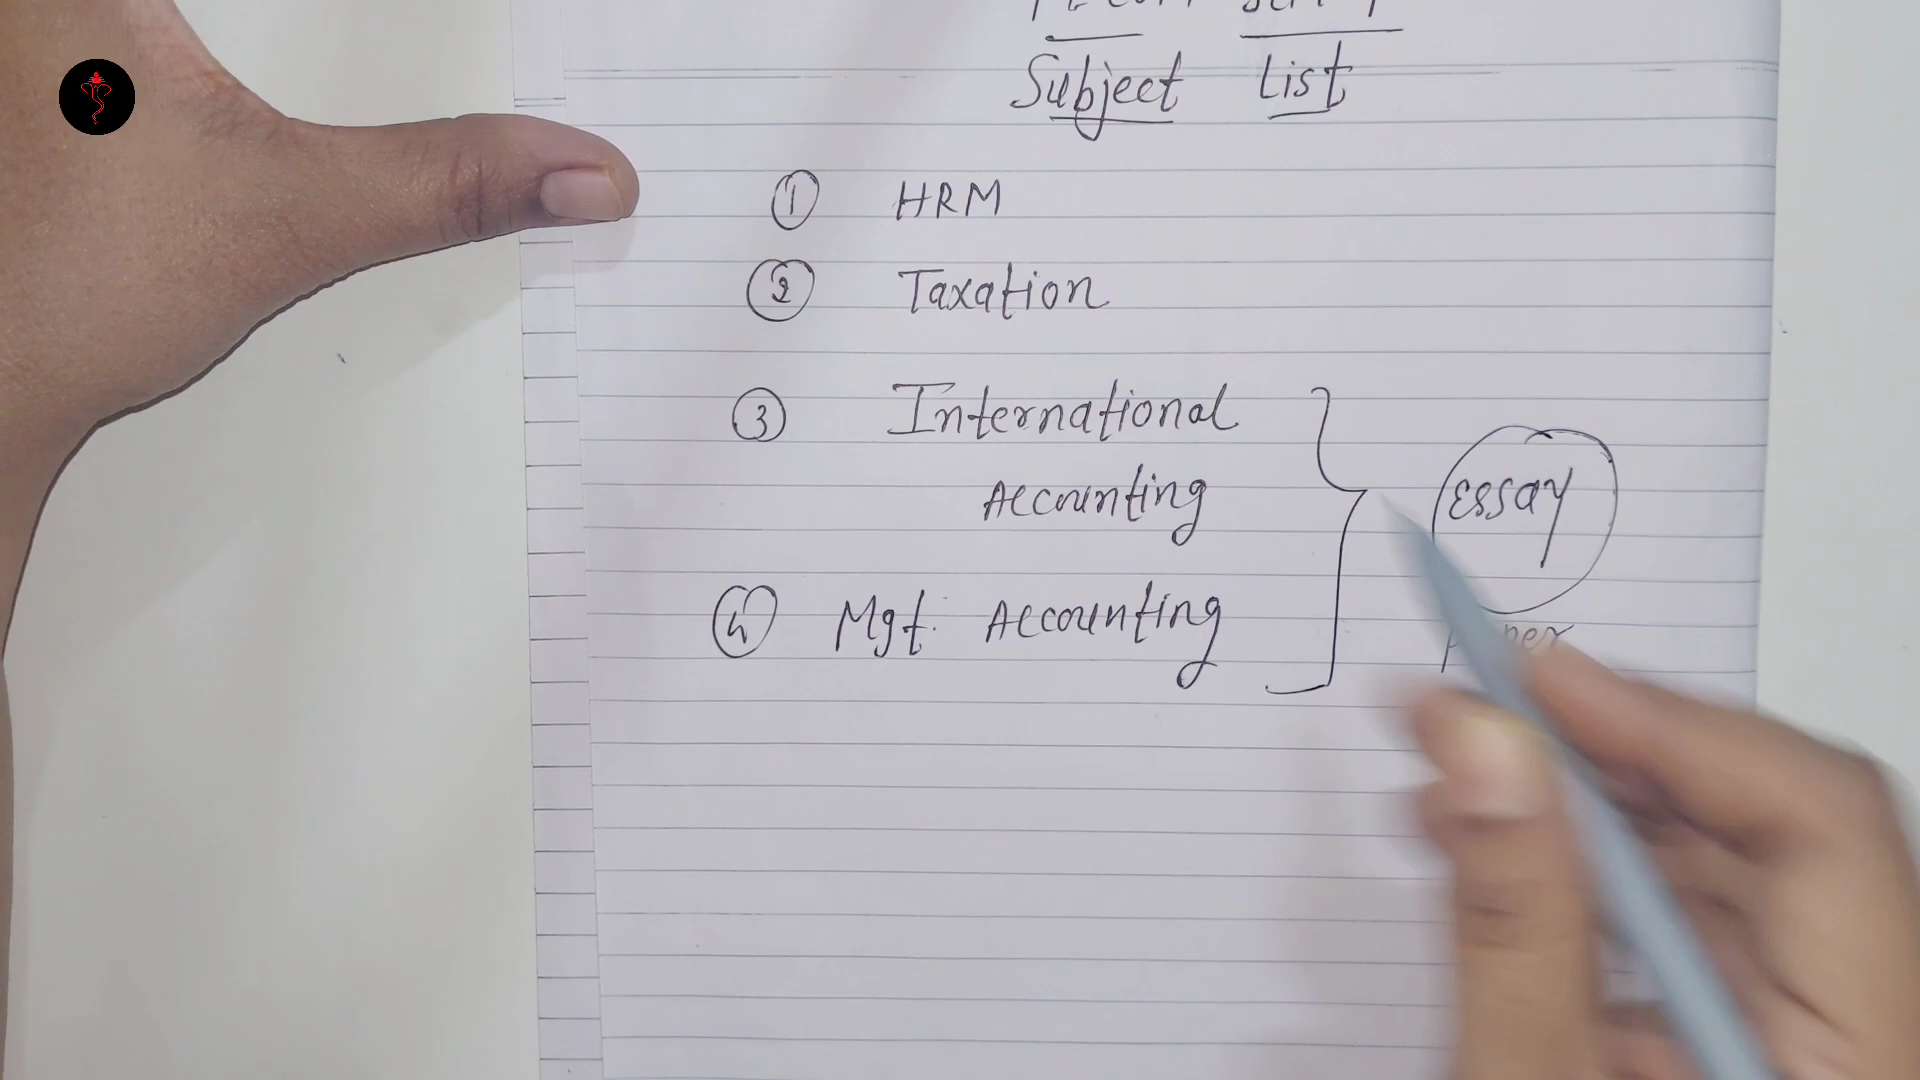 Subject List
① HRM
② Taxation
③ International
Accounting
④ Mgt. Accounting
Essay